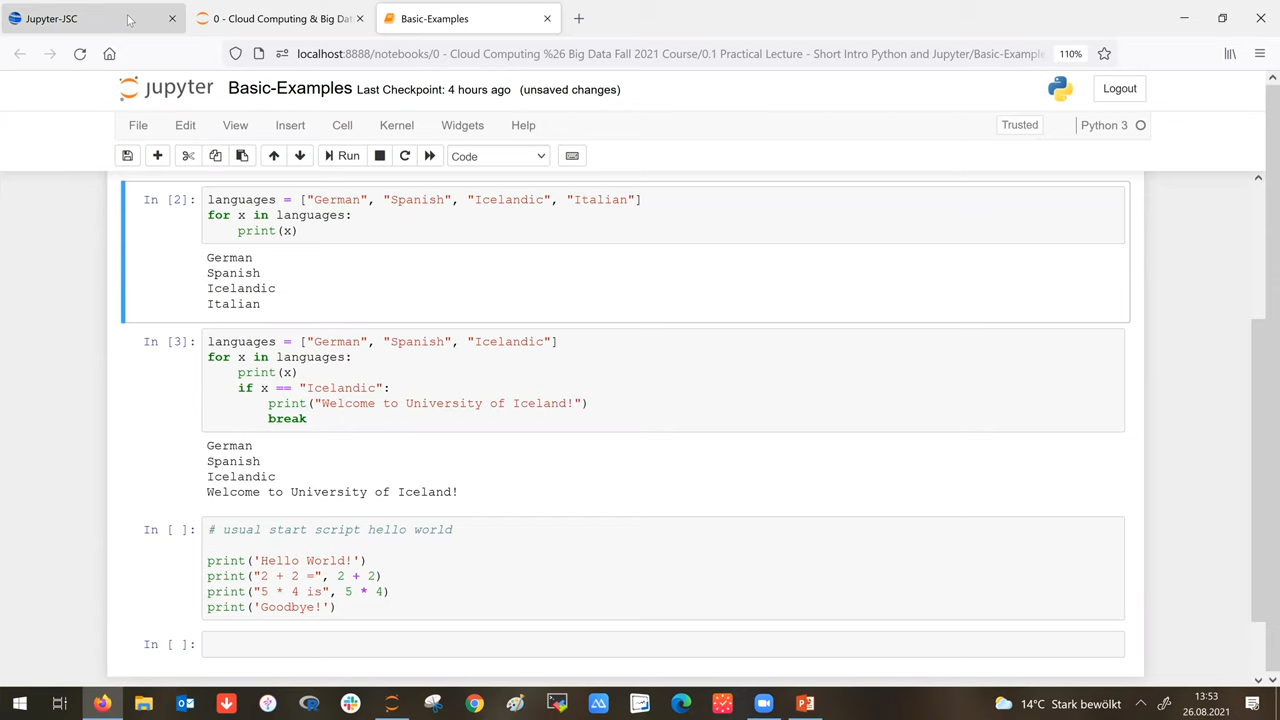 Jupyter-JSC
0 - Cloud Computing & Big Dat
Basic-Examples
localhost:8888/notebooks/0 - Cloud Computing %26 Big Data Fall 2021 Course/0.1 Practical Lecture - Short Intro Python and Jupyter/Basic-Example
110%
jupyter Basic-Examples Last Checkpoint: 4 hours ago (unsaved changes)
Logout
File Edit View Insert Cell Kernel Widgets Help
Trusted
Python 3
Run
Code
In [2]: languages = ["German", "Spanish", "Icelandic", "Italian"]
for x in languages:
    print(x)
German
Spanish
Icelandic
Italian
In [3]: languages = ["German", "Spanish", "Icelandic"]
for x in languages:
    print(x)
    if x == "Icelandic":
        print("Welcome to University of Iceland!")
        break
German
Spanish
Icelandic
Welcome to University of Iceland!
In [ ]: # usual start script hello world
print('Hello World!')
print("2 + 2 =", 2 + 2)
print("5 * 4 is", 5 * 4)
print('Goodbye!')
In [ ]:
14°C Stark bewölkt
13:53
26.08.2021